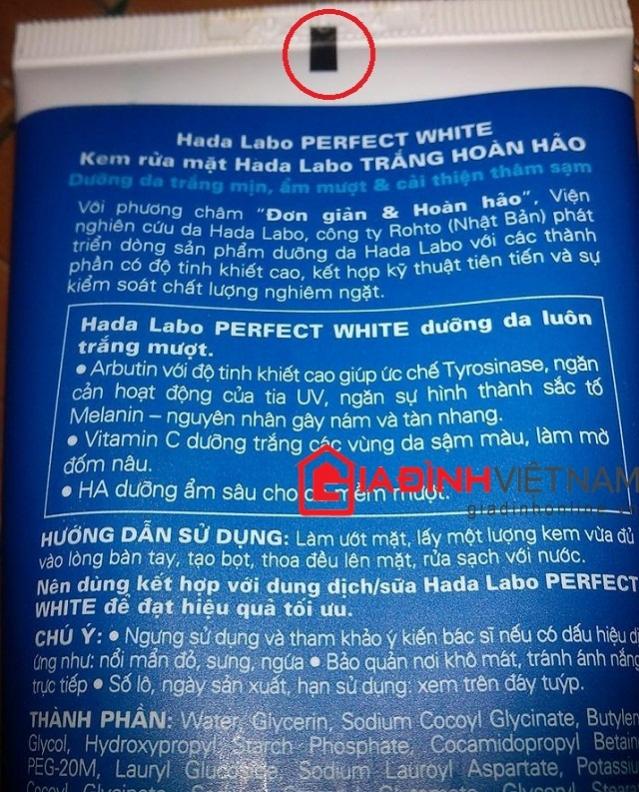 Hada Labo PERFECT WHITE
Kem rửa mặt Hada Labo TRẮNG HOÀN HẢO
Dưỡng da trắng mịn, ẩm mượt & cải thiện thâm sạm
Với phương châm "Đơn giản & Hoàn hảo", Viện
nghiên cứu da Hada Labo, công ty Rohto (Nhật Bản) phát
triển dòng sản phẩm dưỡng da Hada Labo với các thành
phần có độ tinh khiết cao, kết hợp kỹ thuật tiên tiến và sự
kiểm soát chất lượng nghiêm ngặt.
Hada Labo PERFECT WHITE dưỡng da luôn
trắng mượt.
● Arbutin với độ tinh khiết cao giúp ức chế Tyrosinase, ngăn
cản hoạt động của tia UV, ngăn sự hình thành sắc tố
Melanin – nguyên nhân gây nám và tàn nhang.
● Vitamin C dưỡng trắng các vùng da sậm màu, làm mờ
đốm nâu.
● HA dưỡng ẩm sâu cho da mềm mượt.
GIAĐÌNHVIỆTNAM
giadinhonline
HƯỚNG DẪN SỬ DỤNG: Làm ướt mặt, lấy một lượng kem vừa đủ
vào lòng bàn tay, tạo bọt, thoa đều lên mặt, rửa sạch với nước.
Nên dùng kết hợp với dung dịch/sữa Hada Labo PERFECT
WHITE để đạt hiệu quả tối ưu.
CHÚ Ý: ● Ngưng sử dụng và tham khảo ý kiến bác sĩ nếu có dấu hiệu dị
ứng như: nổi mẩn đỏ, sưng, ngứa ● Bảo quản nơi khô mát, tránh ánh nắng
trực tiếp ● Số lô, ngày sản xuất, hạn sử dụng: xem trên đáy tuýp.
THÀNH PHẦN: Water, Glycerin, Sodium Cocoyl Glycinate, Butylen
Glycol, Hydroxypropyl Starch Phosphate, Cocamidopropyl Betain
PEG-20M, Lauryl Glucoside, Sodium Lauroyl Aspartate, Potassiu